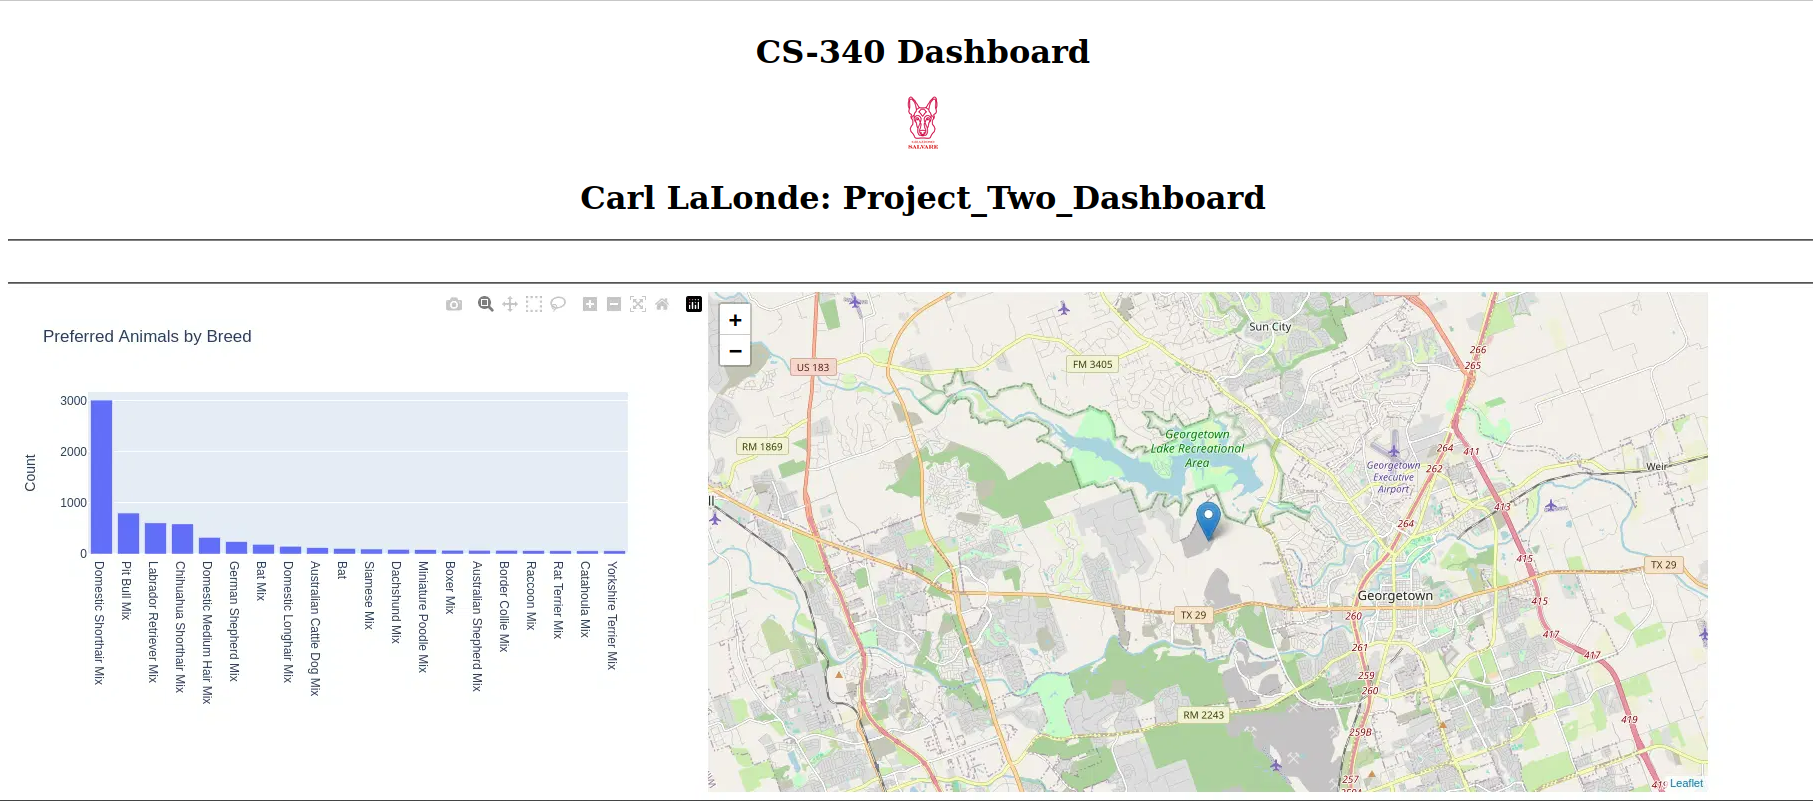 CS-340 Dashboard
SALVARE
Carl LaLonde: Project_Two_Dashboard
Preferred Animals by Breed
Count
3000
2000
1000
0
Domestic Shorthair Mix
Pit Bull Mix
Labrador Retriever Mix
Chihuahua Shorthair Mix
Domestic Medium Hair Mix
German Shepherd Mix
Bat Mix
Domestic Longhair Mix
Australian Cattle Dog Mix
Bat
Siamese Mix
Dachshund Mix
Miniature Poodle Mix
Boxer Mix
Australian Shepherd Mix
Border Collie Mix
Raccoon Mix
Rat Terrier Mix
Catahoula Mix
Yorkshire Terrier Mix
+
−
Sun City
266
265
US 183
FM 3405
RM 1869
Georgetown
Lake Recreational
Area
264
411
262
Georgetown
Executive
Airport
Weir
ll
413
264
415
TX 29
Georgetown
415
TX 29
260
417
261
417
259
260
RM 2243
419
259B
257
Leaflet